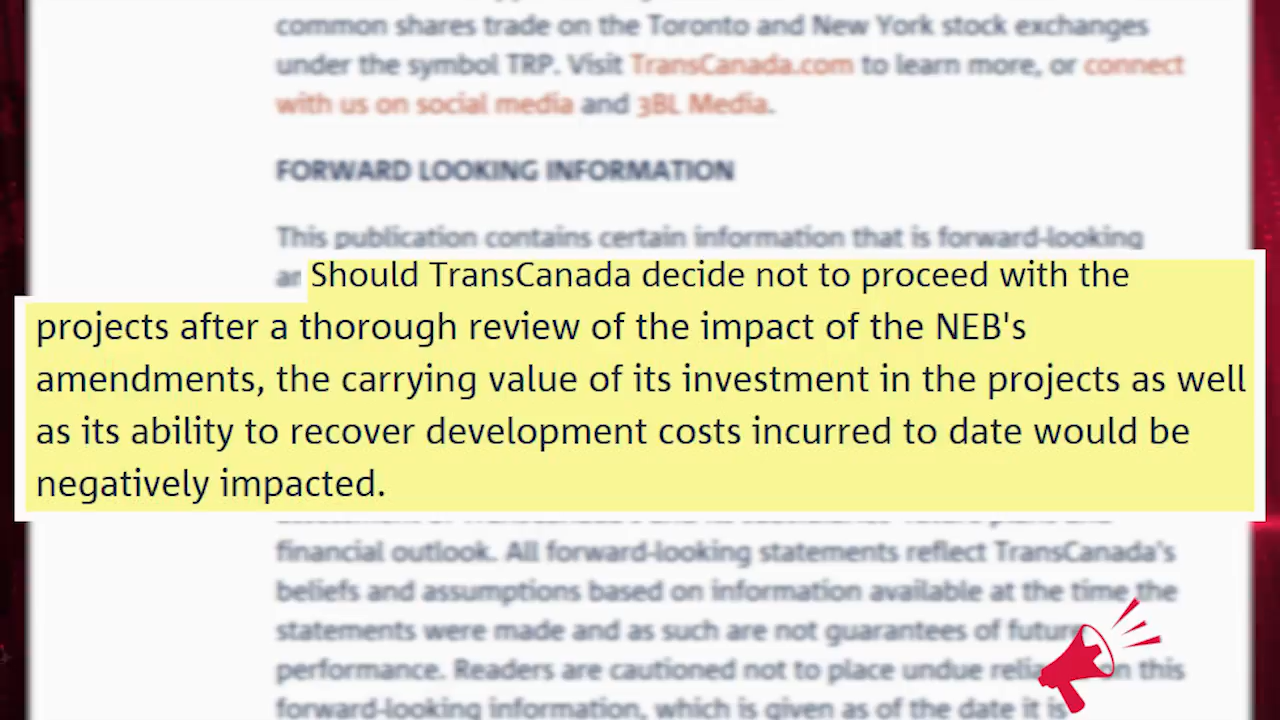 common shares trade on the Toronto and New York stock exchanges
under the symbol TRP. Visit TransCanada.com to learn more, or connect
with us on social media and 3BL Media.
FORWARD LOOKING INFORMATION
This publication contains certain information that is forward-looking
Should TransCanada decide not to proceed with the
projects after a thorough review of the impact of the NEB's
amendments, the carrying value of its investment in the projects as well
as its ability to recover development costs incurred to date would be
negatively impacted.
financial outlook. All forward-looking statements reflect TransCanada's
beliefs and assumptions based on information available at the time the
statements were made and as such are not guarantees of future
performance. Readers are cautioned not to place undue on this
forward-looking information, which is given as of the date it is